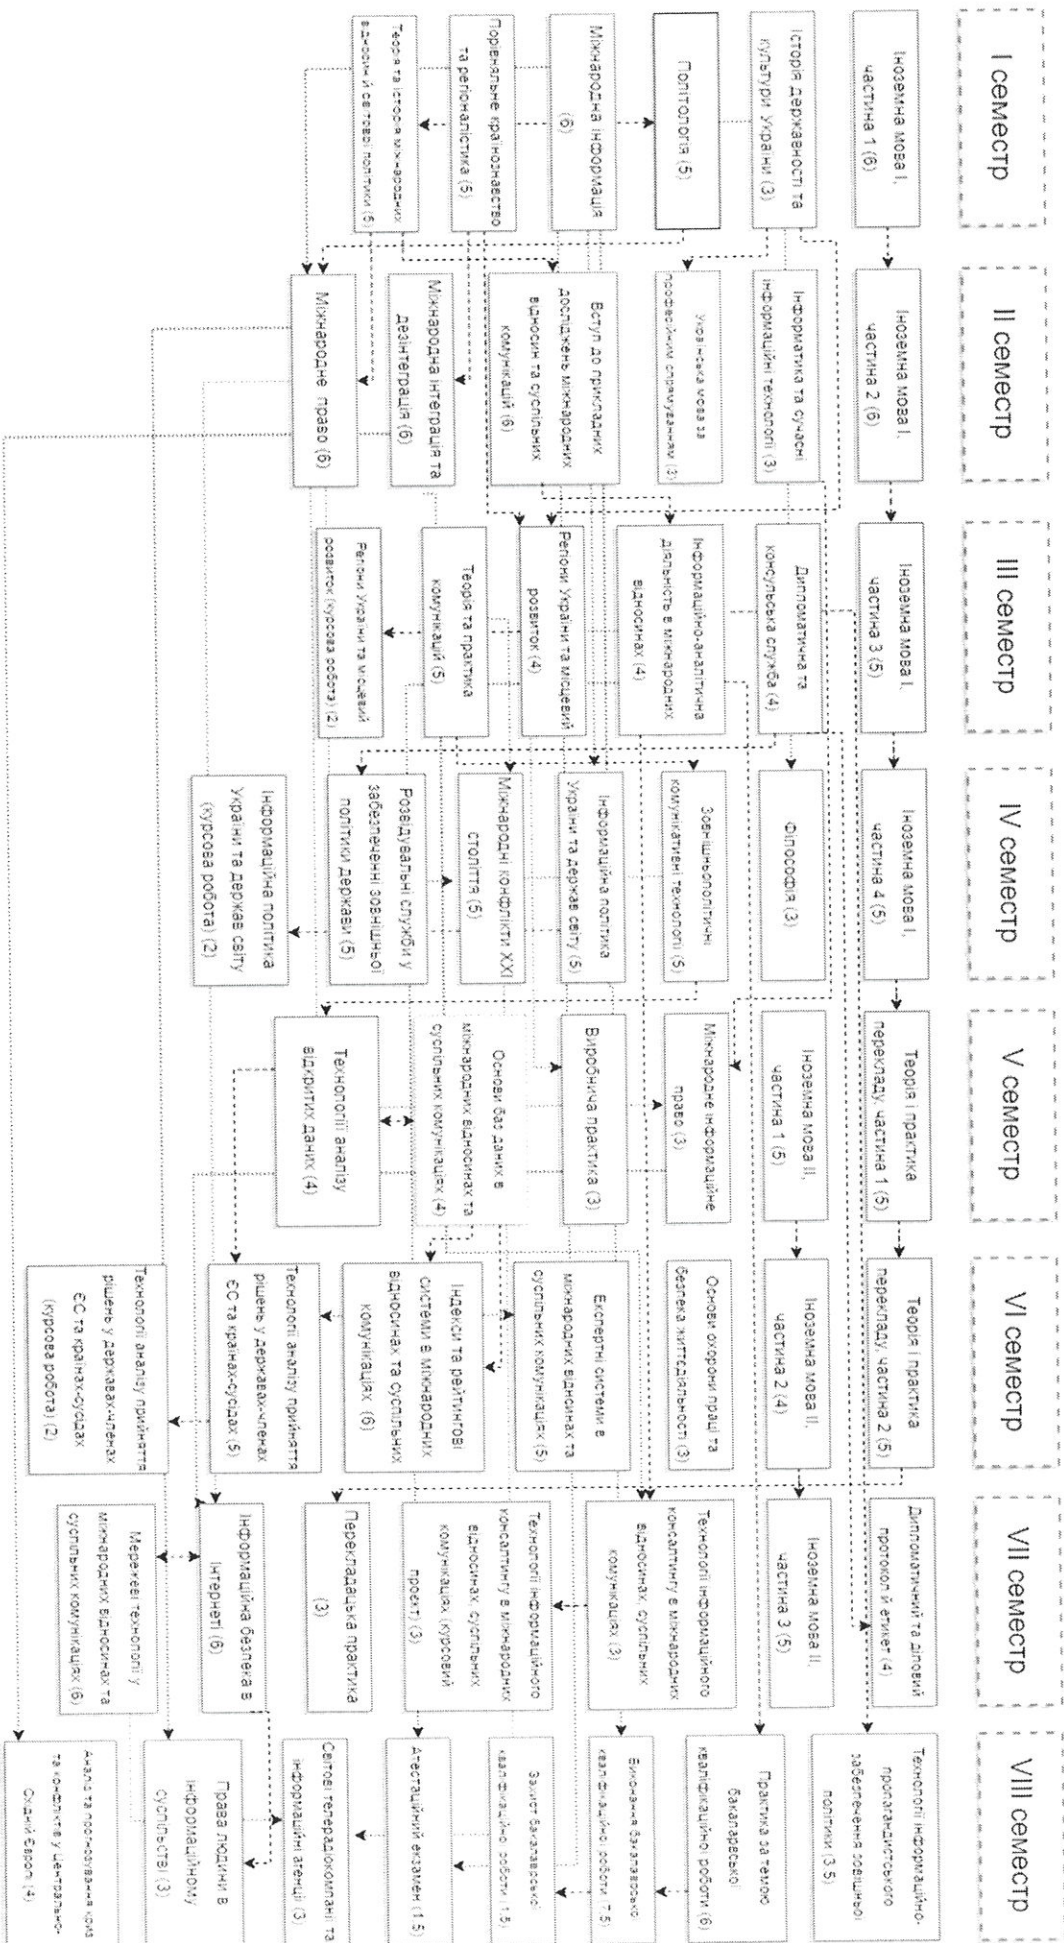 I семестр
Іноземна мова I,
частина 1 (6)
Історія державності та
культури України (3)
Політологія (5)
Міжнародна інформація
(6)
Порівняльне країнознавство
та регіоналістика (5)
Теорія та історія міжнародних
відносин й світової політики (5)
II семестр
Іноземна мова I,
частина 2 (6)
Інформатика та сучасні
інформаційні технології (3)
Українська мова за
професійним спрямуванням (3)
Вступ до прикладних
досліджень міжнародних
відносин та суспільних
комунікацій (6)
Міжнародна інтеграція та
дезінтеграція (6)
Міжнародне право (6)
III семестр
Іноземна мова I,
частина 3 (5)
Дипломатична та
консульська служба (4)
Інформаційно-аналітична
діяльність в міжнародних
відносинах (4)
Регіони України та місцевий
розвиток (4)
Теорія та практика
комунікацій (5)
Регіони України та місцевий
розвиток (курсова робота) (2)
IV семестр
Іноземна мова I,
частина 4 (5)
Філософія (3)
Зовнішньополітичні
комунікативні технології (5)
Інформаційна політика
України та держав світу (5)
Міжнародні конфлікти XXI
століття (5)
Розвідувальні служби у
забезпеченні зовнішньої
політики держави (5)
Інформаційна політика
України та держав світу
(курсова робота) (2)
V семестр
Теорія і практика
перекладу, частина 1 (5)
Іноземна мова II,
частина 1 (5)
Міжнародне інформаційне
право (3)
Виробнича практика (3)
Основи баз даних в
міжнародних відносинах та
суспільних комунікаціях (4)
Технології аналізу
відкритих даних (4)
VI семестр
Теорія і практика
перекладу, частина 2 (5)
Іноземна мова II,
частина 2 (4)
Основи охорони праці та
безпека життєдіяльності (3)
Експертні системи в
міжнародних відносинах та
суспільних комунікаціях (5)
Індекси та рейтингові
системи в міжнародних
відносинах та суспільних
комунікаціях (6)
Технології аналізу прийняття
рішень у державах-членах
ЄС та країнах-сусідах (5)
Технології аналізу прийняття
рішень у державах-членах
ЄС та країнах-сусідах
(курсова робота) (2)
VII семестр
Дипломатичний та діловий
протокол й етикет (4)
Іноземна мова II
частина 3 (5)
Технології інформаційного
консалтингу в міжнародних
відносинах, суспільних
комунікаціях (3)
Технології інформаційного
консалтингу в міжнародних
відносинах, суспільних
комунікаціях (курсовий
проєкт) (3)
Перекладацька практика
(3)
Інформаційна безпека в
Інтернеті (6)
Мережеві технології у
міжнародних відносинах та
суспільних комунікаціях (6)
VIII семестр
Технології інформаційно-
пропагандистського
забезпечення зовнішньої
політики (3.5)
Практика за темою
бакалаврської
кваліфікаційної роботи (6)
Виконання бакалаврської
кваліфікаційної роботи (7.5)
Захист бакалаврської
кваліфікаційної роботи (1.5)
Атестаційний екзамен (1.5)
Світові телерадіокомпанії та
інформаційні агенції (3)
Права людини в
інформаційному
суспільстві (3)
Аналіз та прогнозування криз
та конфліктів у Центрально-
Східній Європі (4)